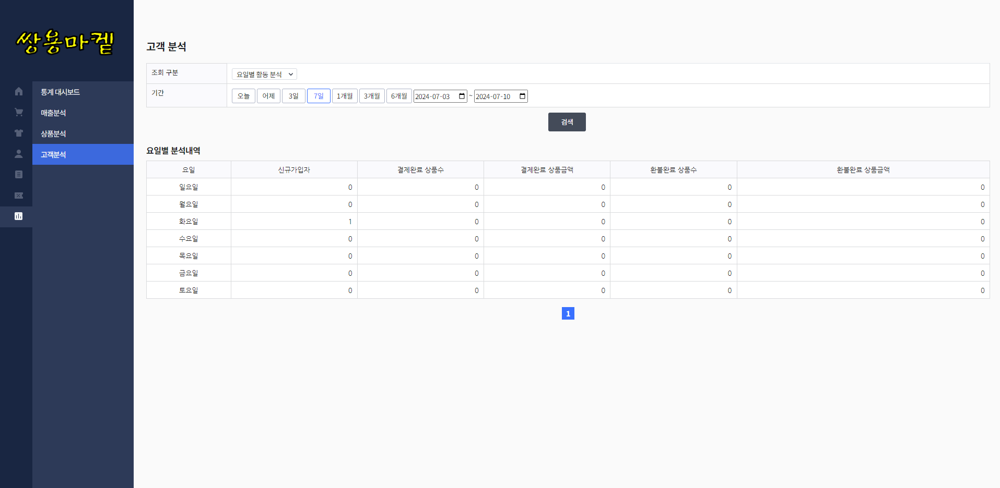 쌍용마켙
통계 대시보드
매출분석
상품분석
고객분석
고객 분석
조회 구분 요일별 활동 분석
기간 오늘 어제 3일 7일 1개월 3개월 6개월 2024-07-03 ~ 2024-07-10
검색
요일별 분석내역
요일 신규가입자 결제완료 상품수 결제완료 상품금액 환불완료 상품수 환불완료 상품금액
일요일 0 0 0 0 0
월요일 0 0 0 0 0
화요일 1 0 0 0 0
수요일 0 0 0 0 0
목요일 0 0 0 0 0
금요일 0 0 0 0 0
토요일 0 0 0 0 0
1